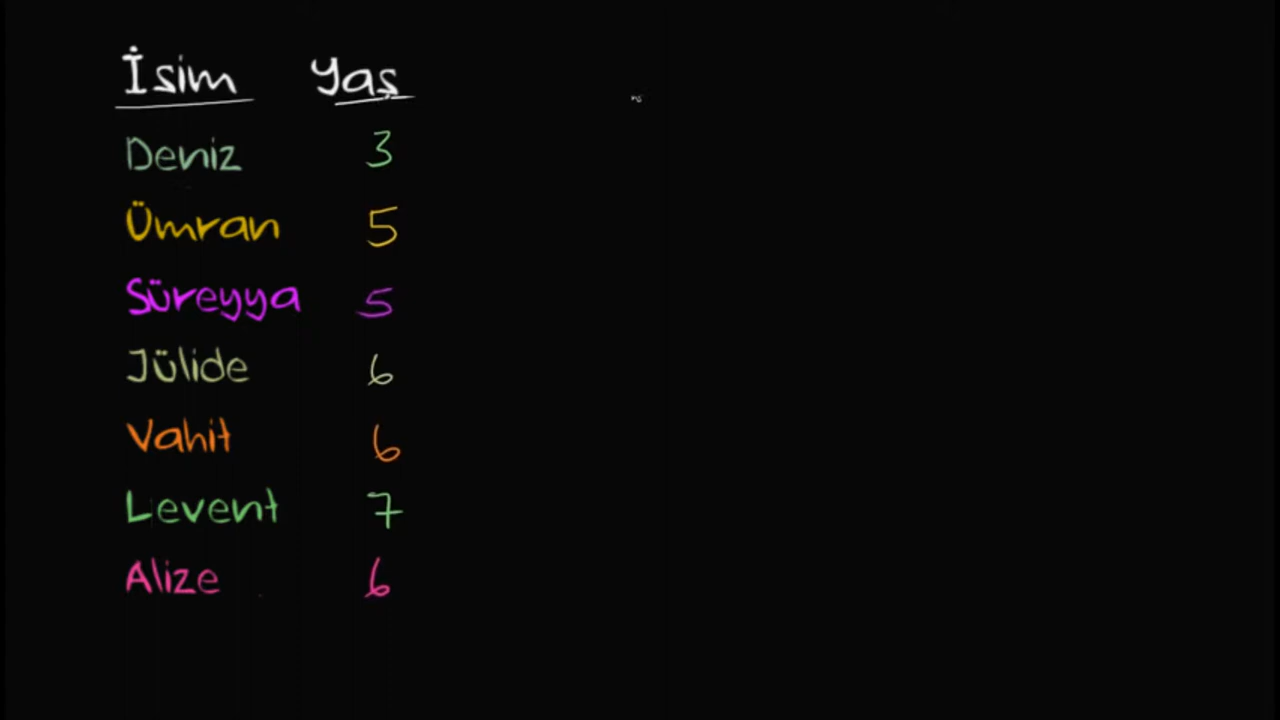 İsim Yaş
Deniz 3
Ümran 5
Süreyya 5
Jülide 6
Vahit 6
Levent 7
Alize 6